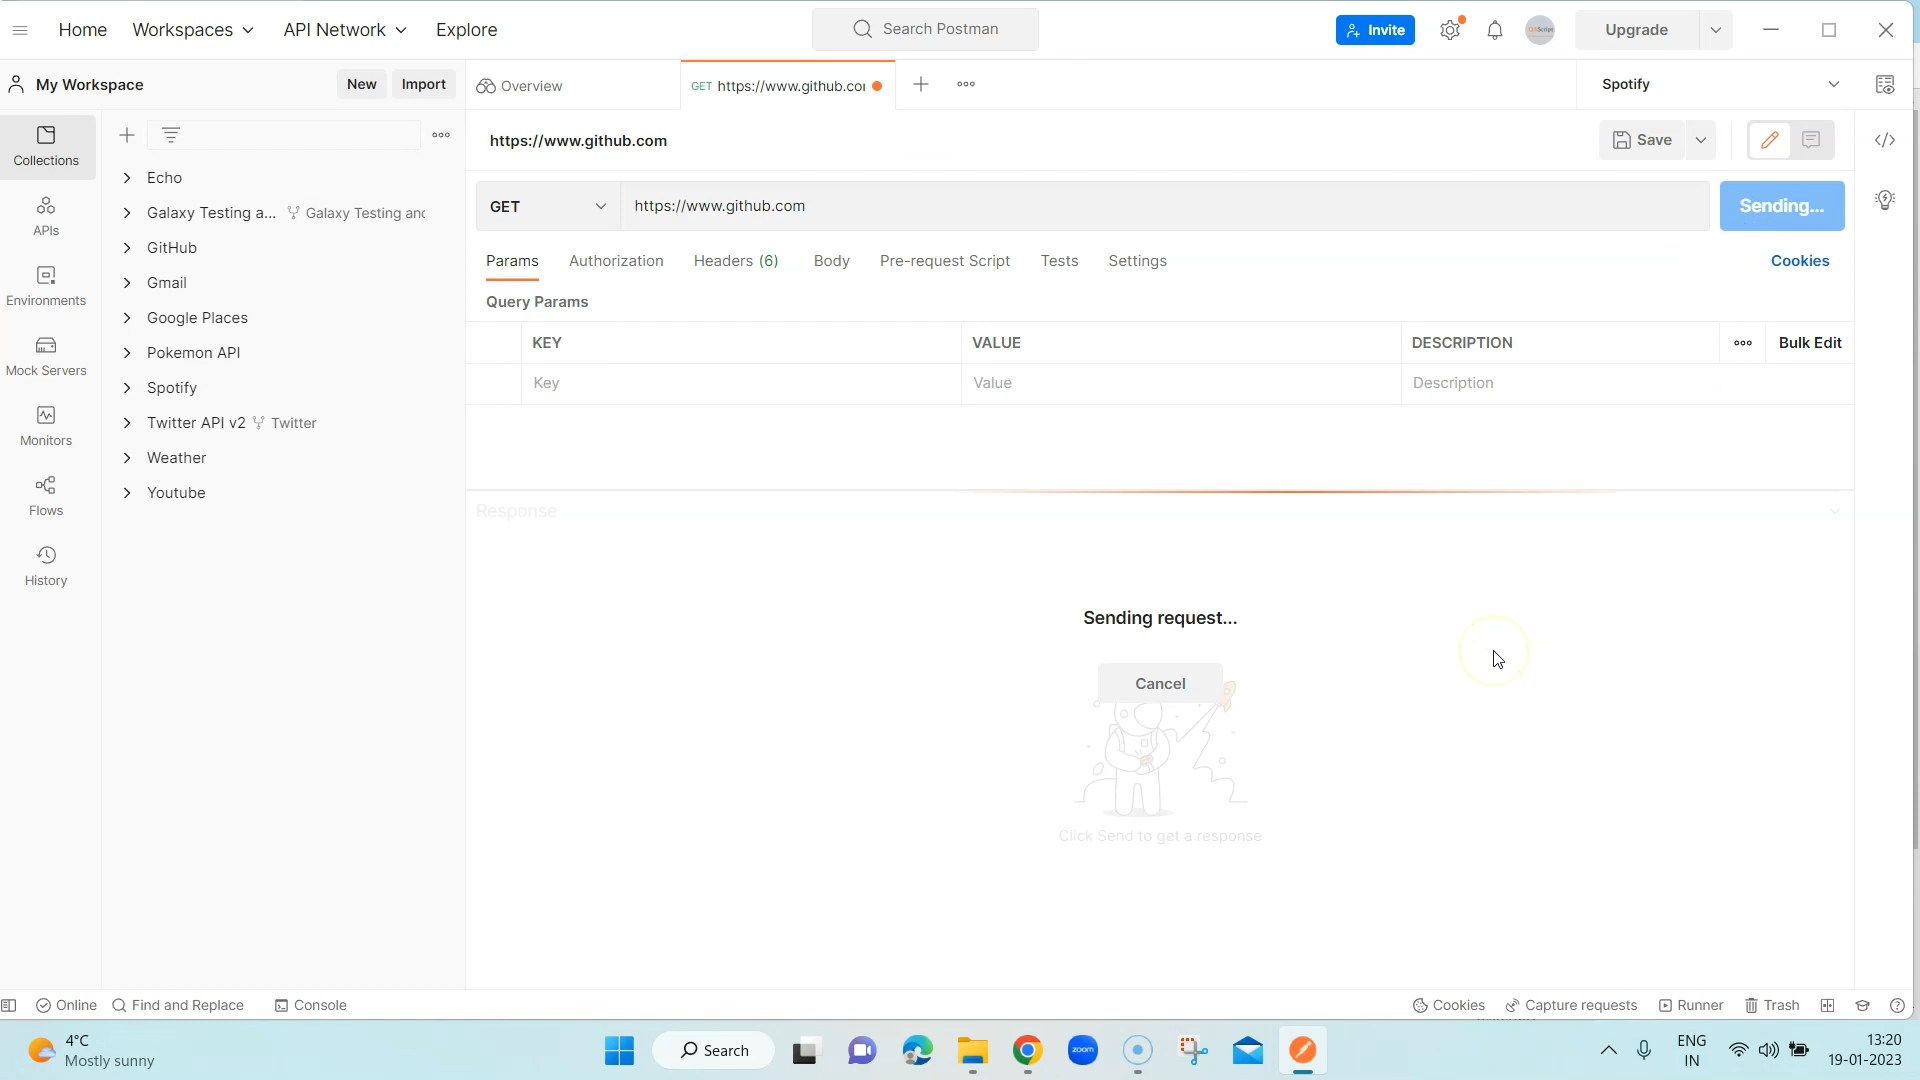 Home Workspaces API Network Explore Search Postman Invite Upgrade
My Workspace New Import Overview GET https://www.github.co Spotify
https://www.github.com Save
Collections
Echo
Galaxy Testing a... Galaxy Testing and
GitHub
Gmail
Google Places
Pokemon API
Spotify
Twitter API v2 Twitter
Weather
Youtube
APIs
Environments
Mock Servers
Monitors
Flows
History
GET https://www.github.com Sending...
Params Authorization Headers (6) Body Pre-request Script Tests Settings Cookies
Query Params
KEY VALUE DESCRIPTION Bulk Edit
Key Value Description
Response
Sending request...
Cancel
Click Send to get a response
Online Find and Replace Console Cookies Capture requests Runner Trash
4°C
Mostly sunny
Search
zoom
ENG
IN
13:20
19-01-2023